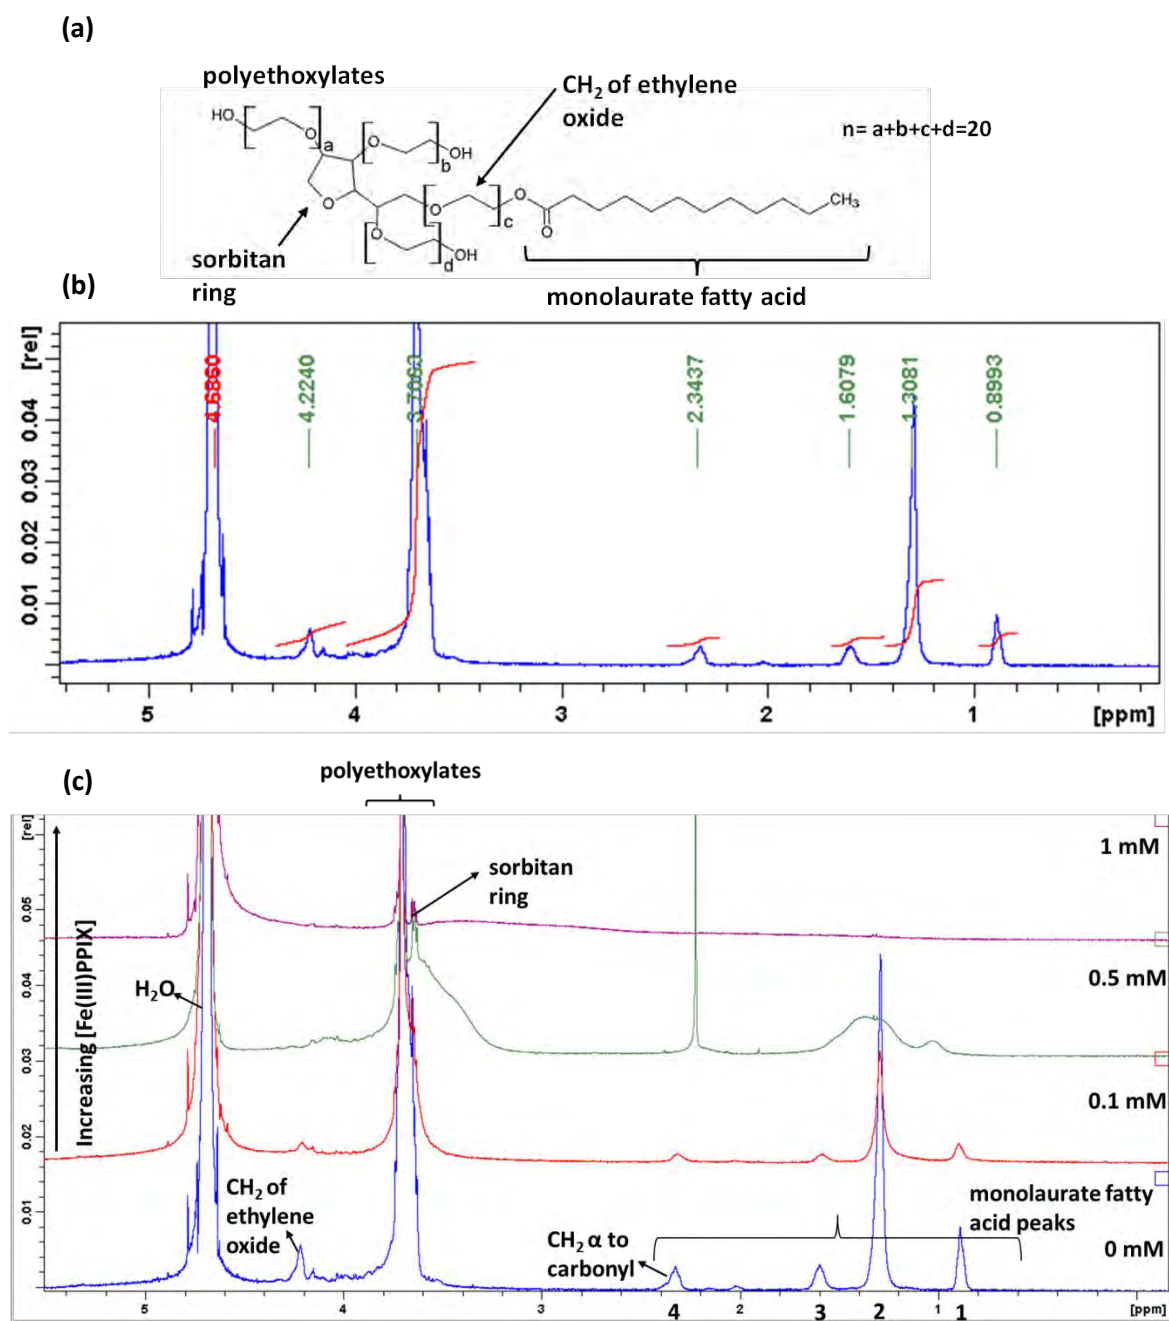 (a)
polyethoxylates
CH₂ of ethylene
oxide
n= a+b+c+d=20
HO
O
a
O
OH
b
O
O
c
O
CH₃
O
O
OH
d
sorbitan
ring
monolaurate fatty acid
(b)
[rel]
0.04
0.03
0.02
0.01
4.6860
4.2240
3.7063
2.3437
1.6079
1.3081
0.8993
5
4
3
2
1
[ppm]
(c)
polyethoxylates
[rel]
0.05
0.04
0.03
0.02
0.01
Increasing [Fe(III)PPIX]
sorbitan
ring
1 mM
0.5 mM
H₂O
0.1 mM
CH₂ of
ethylene
oxide
CH₂ α to
carbonyl
monolaurate fatty
acid peaks
0 mM
5
4
3
2
1
[ppm]
4
3
2
1